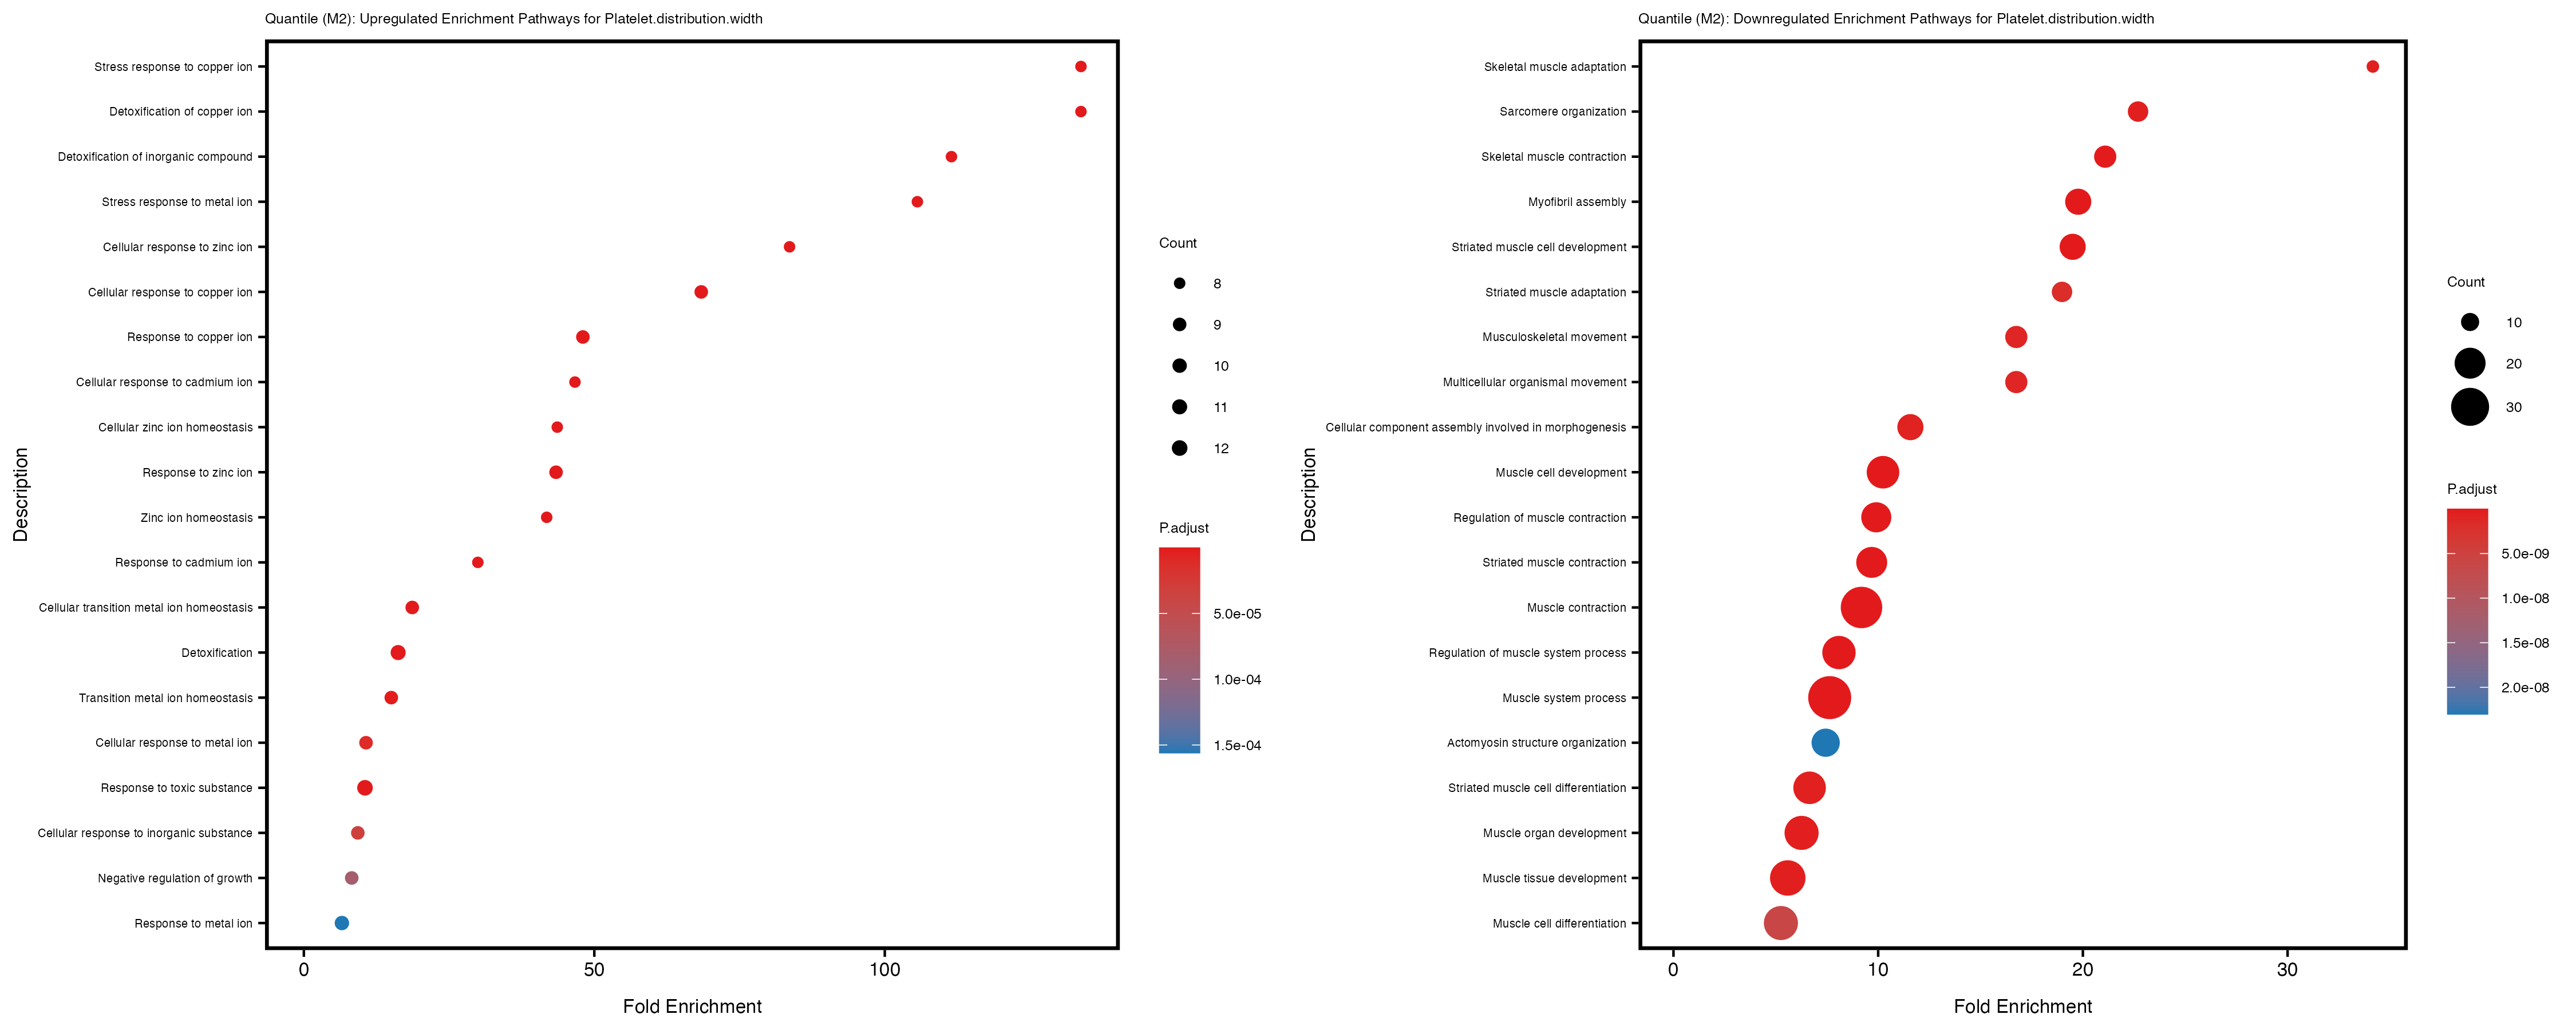 Quantile (M2): Upregulated Enrichment Pathways for Platelet.distribution.width
Description
Stress response to copper ion
Detoxification of copper ion
Detoxification of inorganic compound
Stress response to metal ion
Cellular response to zinc ion
Cellular response to copper ion
Response to copper ion
Cellular response to cadmium ion
Cellular zinc ion homeostasis
Response to zinc ion
Zinc ion homeostasis
Response to cadmium ion
Cellular transition metal ion homeostasis
Detoxification
Transition metal ion homeostasis
Cellular response to metal ion
Response to toxic substance
Cellular response to inorganic substance
Negative regulation of growth
Response to metal ion
0 50 100
Fold Enrichment
Count
8
9
10
11
12
P.adjust
5.0e-05
1.0e-04
1.5e-04
Quantile (M2): Downregulated Enrichment Pathways for Platelet.distribution.width
Description
Skeletal muscle adaptation
Sarcomere organization
Skeletal muscle contraction
Myofibril assembly
Striated muscle cell development
Striated muscle adaptation
Musculoskeletal movement
Multicellular organismal movement
Cellular component assembly involved in morphogenesis
Muscle cell development
Regulation of muscle contraction
Striated muscle contraction
Muscle contraction
Regulation of muscle system process
Muscle system process
Actomyosin structure organization
Striated muscle cell differentiation
Muscle organ development
Muscle tissue development
Muscle cell differentiation
0 10 20 30
Fold Enrichment
Count
10
20
30
P.adjust
5.0e-09
1.0e-08
1.5e-08
2.0e-08